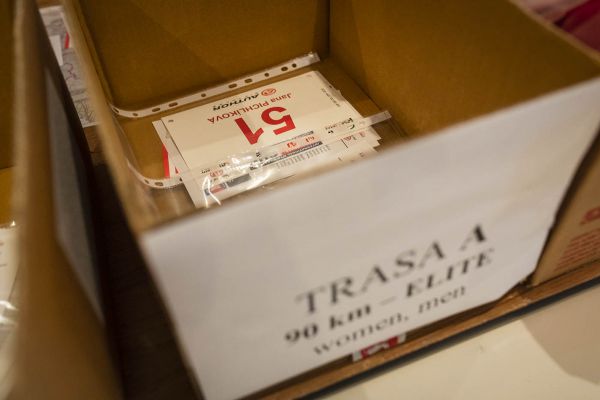 TRASA A
90 km – ELITE
women, men
51
Jana PICHLÍKOVÁ
AUTHOR